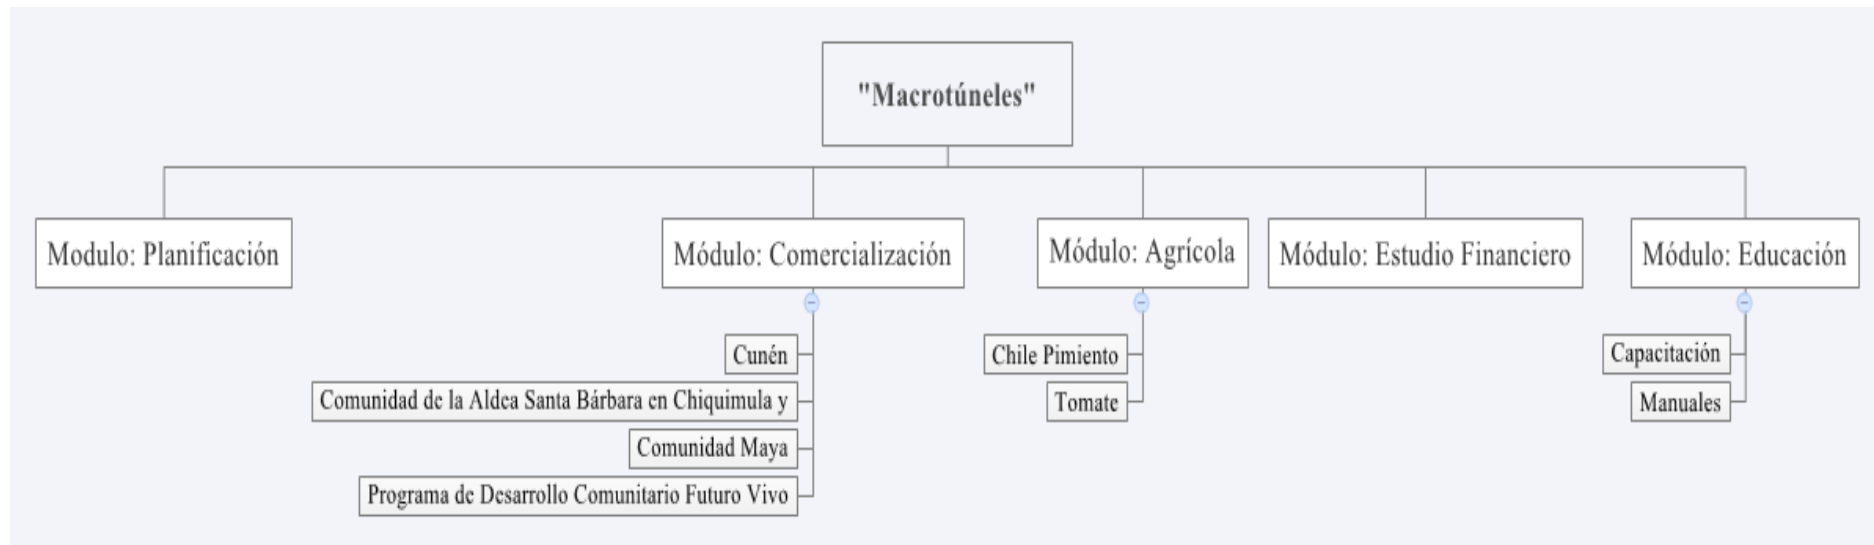 "Macrotúneles"
Modulo: Planificación
Módulo: Comercialización
Módulo: Agrícola
Módulo: Estudio Financiero
Módulo: Educación
Cunén
Comunidad de la Aldea Santa Bárbara en Chiquimula y
Comunidad Maya
Programa de Desarrollo Comunitario Futuro Vivo
Chile Pimiento
Tomate
Capacitación
Manuales